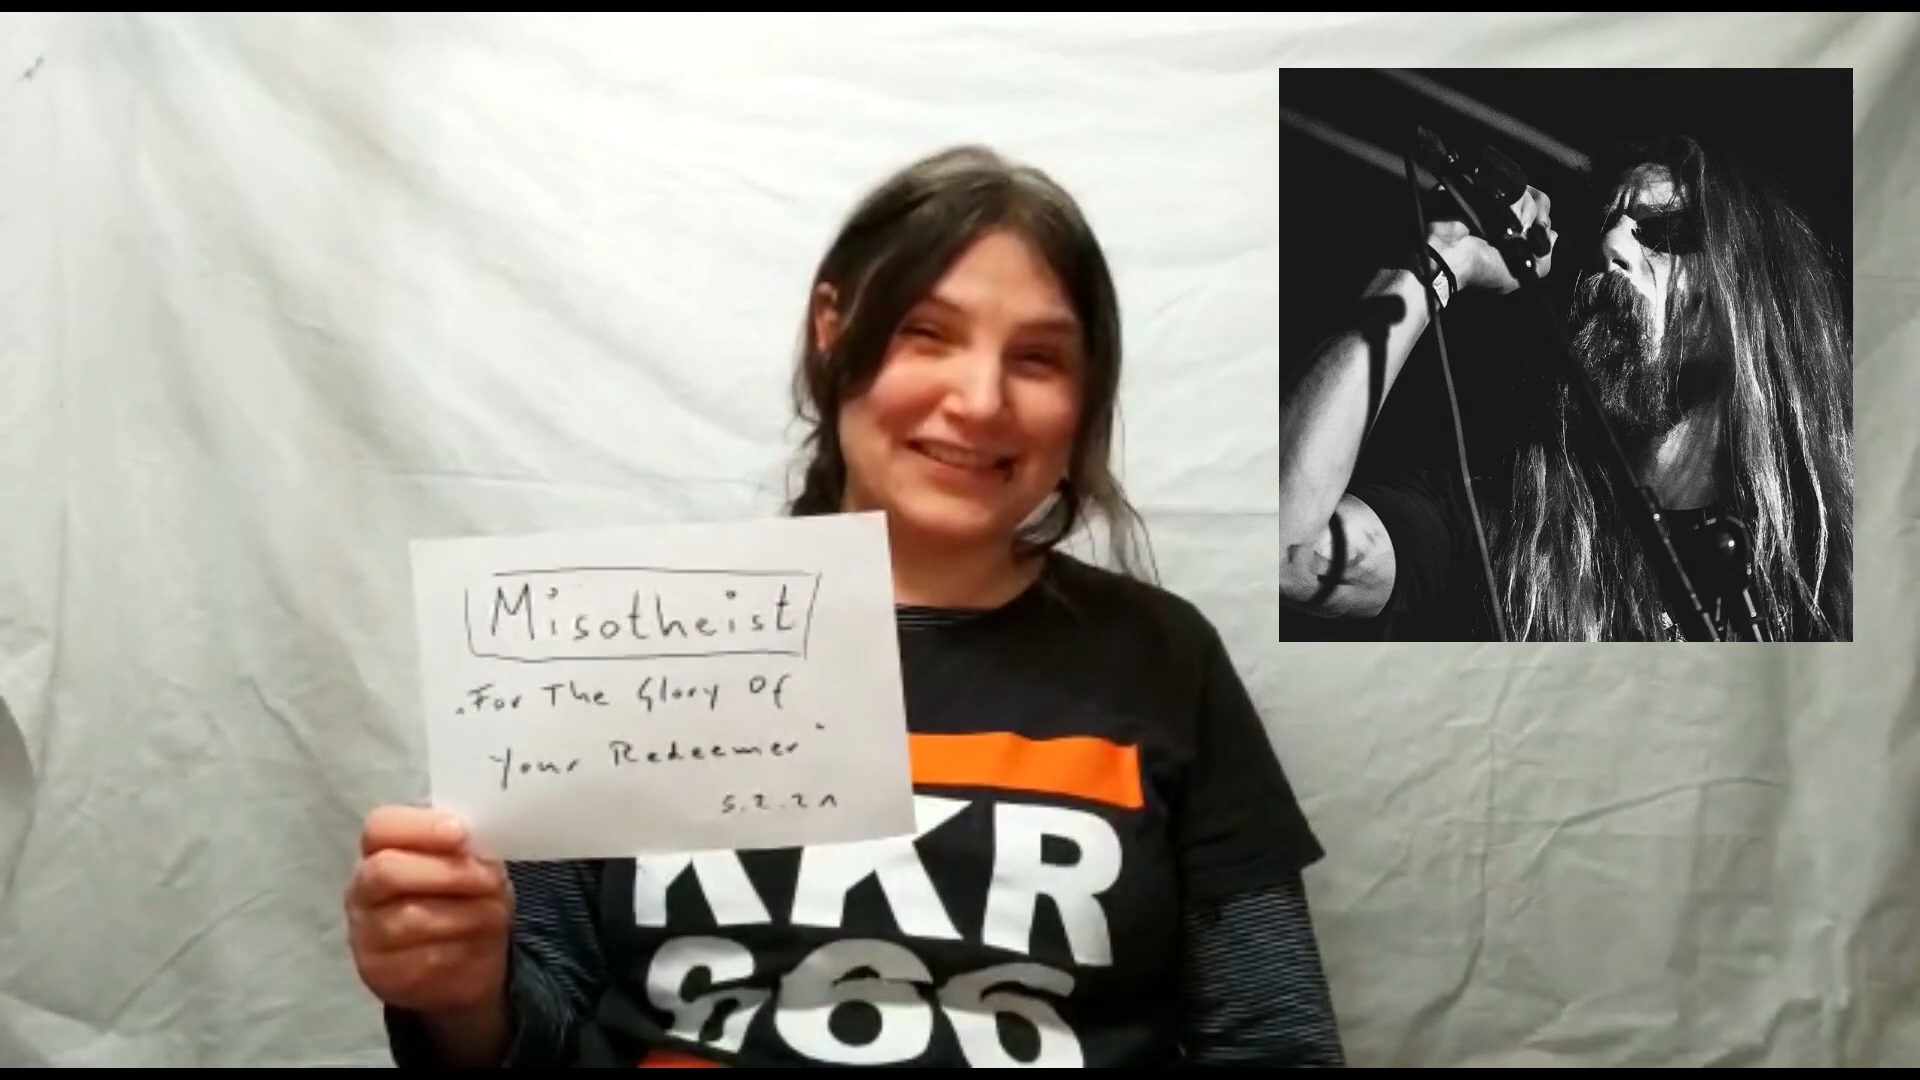 Misotheist
„For The Glory Of
Your Redeemer“
5.2.21
KKR
666